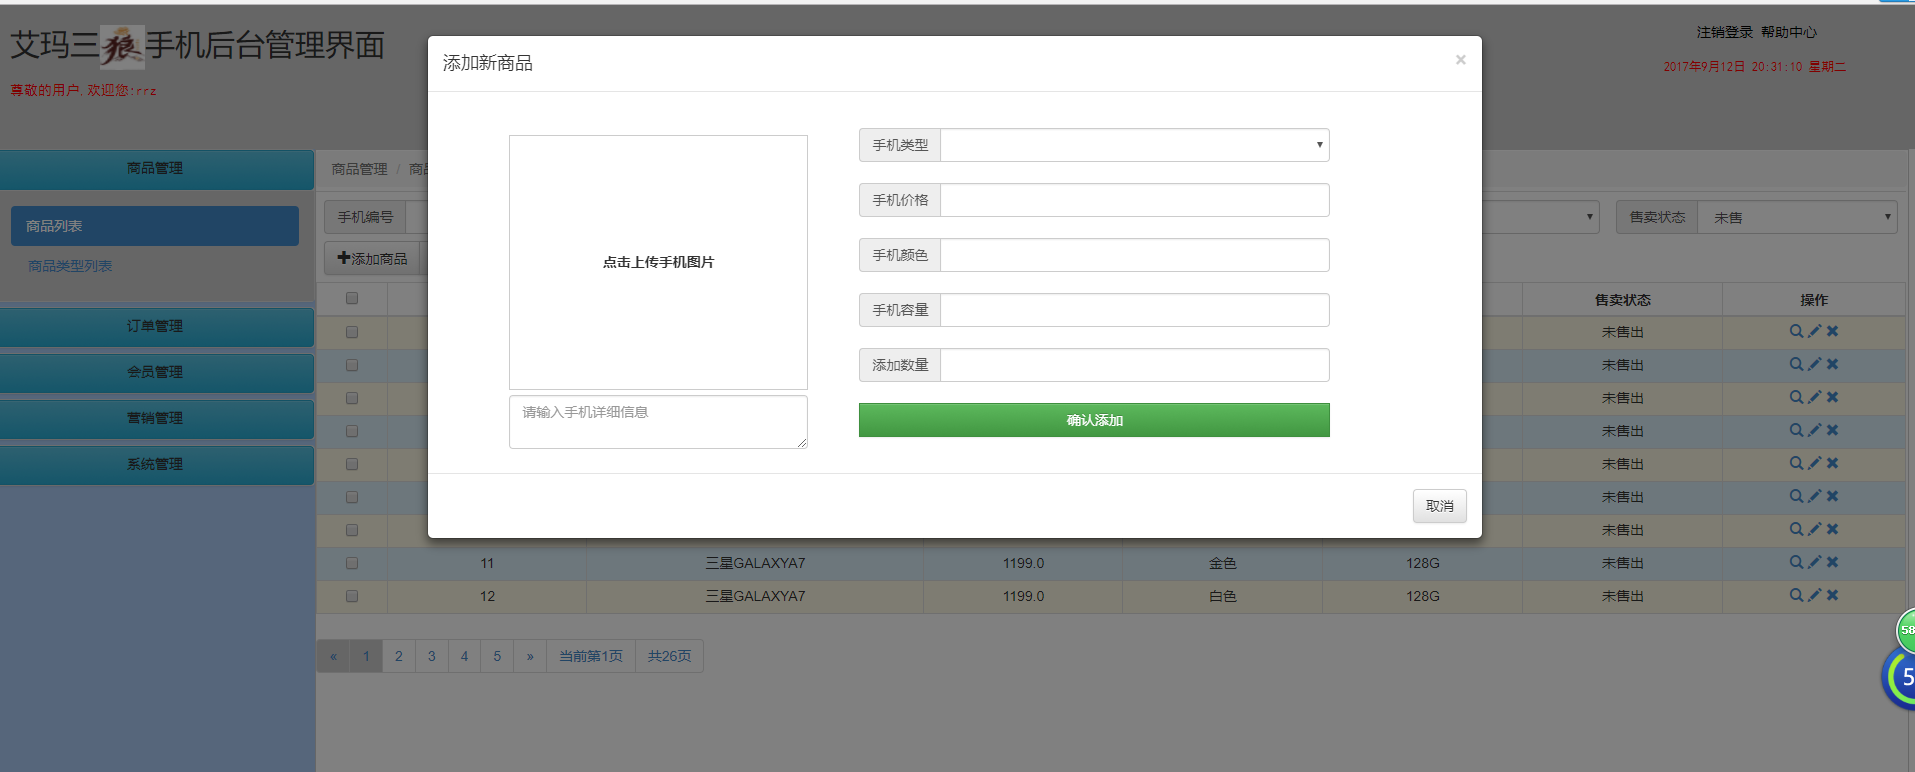 艾玛三狼手机后台管理界面
尊敬的用户,欢迎您:rrz
注销登录 帮助中心
2017年9月12日 20:31:10 星期二
商品管理
商品列表
商品类型列表
订单管理
会员管理
营销管理
系统管理
商品管理 / 商
手机编号
售卖状态 未售
添加商品
添加新商品 ×
点击上传手机图片
请输入手机详细信息
手机类型
手机价格
手机颜色
手机容量
添加数量
确认添加
取消
售卖状态 操作
未售出
未售出
未售出
未售出
未售出
未售出
未售出
11 三星GALAXYA7 1199.0 金色 128G 未售出
12 三星GALAXYA7 1199.0 白色 128G 未售出
« 1 2 3 4 5 » 当前第1页 共26页
58
5